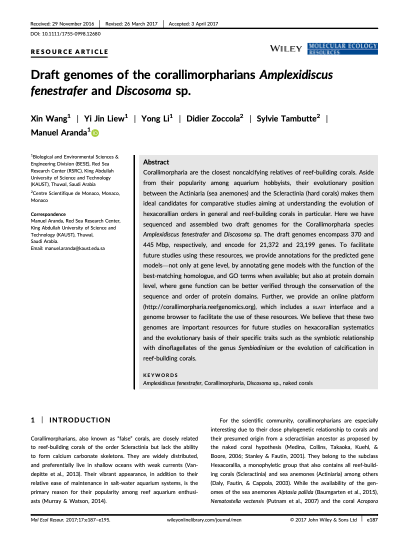 Received: 29 November 2016 | Revised: 26 March 2017 | Accepted: 3 April 2017
DOI: 10.1111/1755-0998.12680
RESOURCE ARTICLE
WILEY MOLECULAR ECOLOGY RESOURCES
Draft genomes of the corallimorpharians Amplexidiscus
fenestrafer and Discosoma sp.
Xin Wang1 | Yi Jin Liew1 | Yong Li1 | Didier Zoccola2 | Sylvie Tambutte2 |
Manuel Aranda1
1Biological and Environmental Sciences &
Engineering Division (BESE), Red Sea
Research Center (RSRC), King Abdullah
University of Science and Technology
(KAUST), Thuwal, Saudi Arabia
2Centre Scientifique de Monaco, Monaco,
Monaco
Correspondence
Manuel Aranda, Red Sea Research Center,
King Abdullah University of Science and
Technology (KAUST), Thuwal,
Saudi Arabia.
Email: manuel.aranda@kaust.edu.sa
Abstract
Corallimorpharia are the closest noncalcifying relatives of reef-building corals. Aside
from their popularity among aquarium hobbyists, their evolutionary position
between the Actiniaria (sea anemones) and the Scleractinia (hard corals) makes them
ideal candidates for comparative studies aiming at understanding the evolution of
hexacorallian orders in general and reef-building corals in particular. Here we have
sequenced and assembled two draft genomes for the Corallimorpharia species
Amplexidiscus fenestrafer and Discosoma sp. The draft genomes encompass 370 and
445 Mbp, respectively, and encode for 21,372 and 23,199 genes. To facilitate
future studies using these resources, we provide annotations for the predicted gene
models—not only at gene level, by annotating gene models with the function of the
best-matching homologue, and GO terms when available; but also at protein domain
level, where gene function can be better verified through the conservation of the
sequence and order of protein domains. Further, we provide an online platform
(http://corallimorpharia.reefgenomics.org), which includes a BLAST interface and a
genome browser to facilitate the use of these resources. We believe that these two
genomes are important resources for future studies on hexacorallian systematics
and the evolutionary basis of their specific traits such as the symbiotic relationship
with dinoflagellates of the genus Symbiodinium or the evolution of calcification in
reef-building corals.
KEYWORDS
Amplexidiscus fenestrafer, Corallimorpharia, Discosoma sp., naked corals
1 | INTRODUCTION
Corallimorpharians, also known as "false" corals, are closely related
to reef-building corals of the order Scleractinia but lack the ability
to form calcium carbonate skeletons. They are widely distributed,
and preferentially live in shallow oceans with weak currents (Van-
depitte et al., 2013). Their vibrant appearance, in addition to their
relative ease of maintenance in salt-water aquarium systems, is the
primary reason for their popularity among reef aquarium enthusi-
asts (Murray & Watson, 2014).
For the scientific community, corallimorpharians are especially
interesting due to their close phylogenetic relationship to corals and
their presumed origin from a scleractinian ancestor as proposed by
the naked coral hypothesis (Medina, Collins, Takaoka, Kuehl, &
Boore, 2006; Stanley & Fautin, 2001). They belong to the subclass
Hexacorallia, a monophyletic group that also contains all reef-build-
ing corals (Scleractinia) and sea anemones (Actiniaria) among others
(Daly, Fautin, & Cappola, 2003). While the availability of the gen-
omes of the sea anemones Aiptasia pallida (Baumgarten et al., 2015),
Nematostella vectensis (Putnam et al., 2007) and the coral Acropora
Mol Ecol Resour. 2017;17:e187–e195. wileyonlinelibrary.com/journal/men © 2017 John Wiley & Sons Ltd | e187